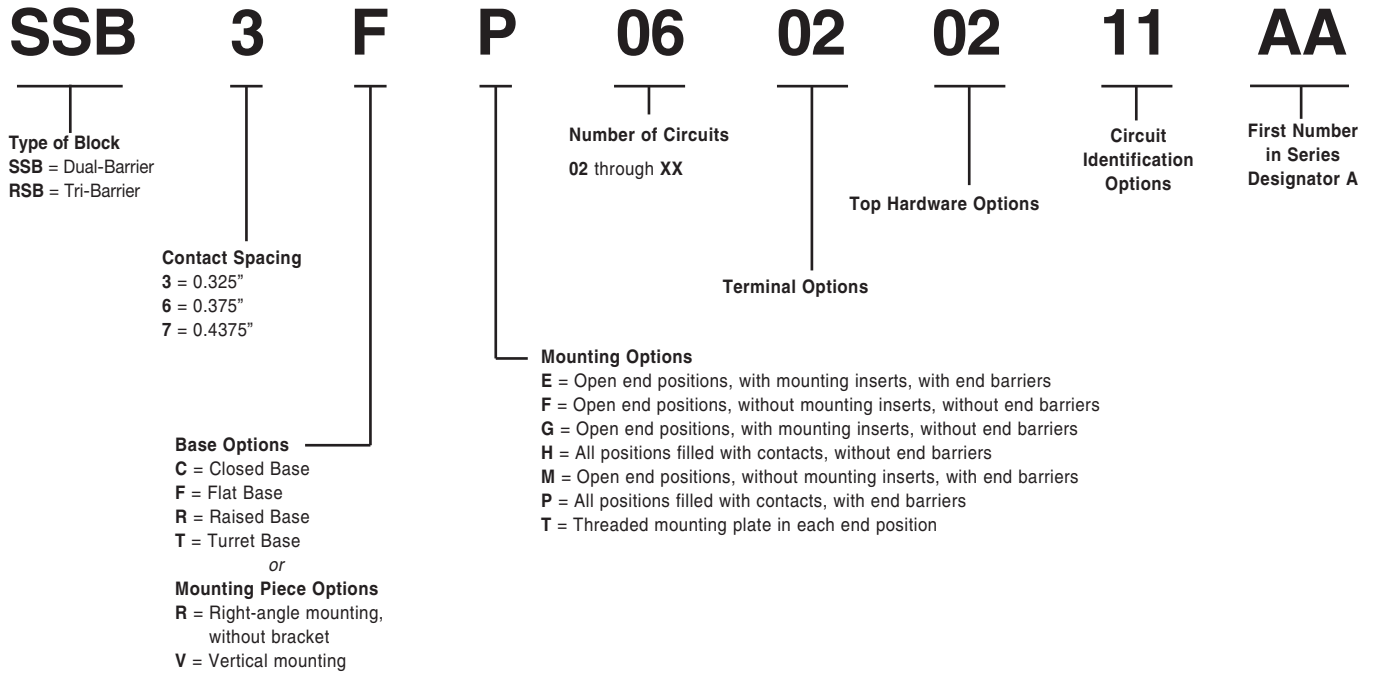 SSB 3 F P 06 02 02 11 AA
Type of Block
SSB = Dual-Barrier
RSB = Tri-Barrier
Contact Spacing
3 = 0.325”
6 = 0.375”
7 = 0.4375”
Base Options
C = Closed Base
F = Flat Base
R = Raised Base
T = Turret Base
or
Mounting Piece Options
R = Right-angle mounting,
without bracket
V = Vertical mounting
Mounting Options
E = Open end positions, with mounting inserts, with end barriers
F = Open end positions, without mounting inserts, without end barriers
G = Open end positions, with mounting inserts, without end barriers
H = All positions filled with contacts, without end barriers
M = Open end positions, without mounting inserts, with end barriers
P = All positions filled with contacts, with end barriers
T = Threaded mounting plate in each end position
Number of Circuits
02 through XX
Terminal Options
Top Hardware Options
Circuit
Identification
Options
First Number
in Series
Designator A